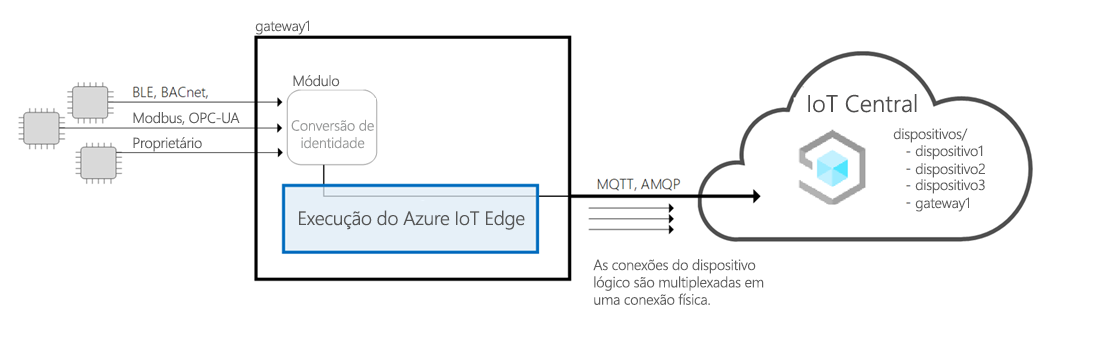 gateway1
BLE, BACnet,
Modbus, OPC-UA
Proprietário
Módulo
Conversão de
identidade
Execução do Azure IoT Edge
MQTT, AMQP
As conexões do dispositivo
lógico são multiplexadas em
uma conexão física.
IoT Central
dispositivos/
- dispositivo1
- dispositivo2
- dispositivo3
- gateway1